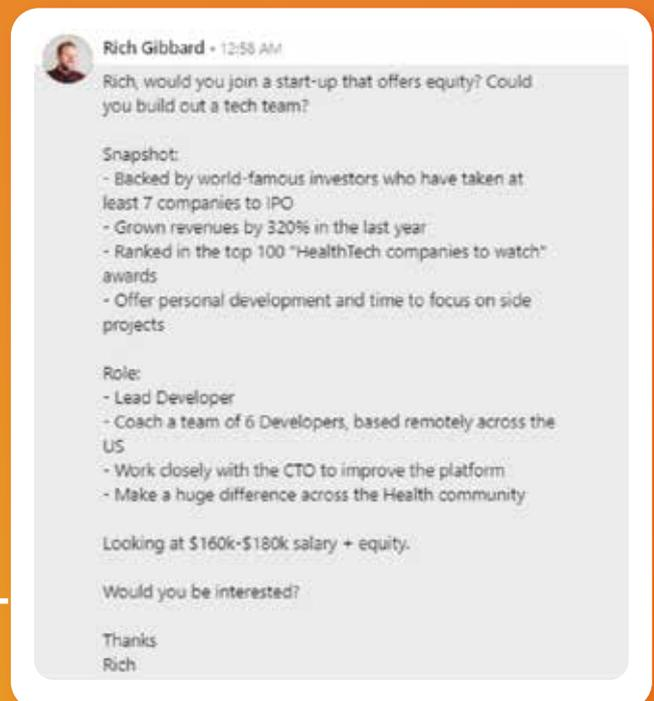 Rich Gibbard • 12:58 AM
Rich, would you join a start-up that offers equity? Could
you build out a tech team?
Snapshot:
- Backed by world-famous investors who have taken at
least 7 companies to IPO
- Grown revenues by 320% in the last year
- Ranked in the top 100 "HealthTech companies to watch"
awards
- Offer personal development and time to focus on side
projects
Role:
- Lead Developer
- Coach a team of 6 Developers, based remotely across the
US
- Work closely with the CTO to improve the platform
- Make a huge difference across the Health community
Looking at $160k-$180k salary + equity.
Would you be interested?
Thanks
Rich